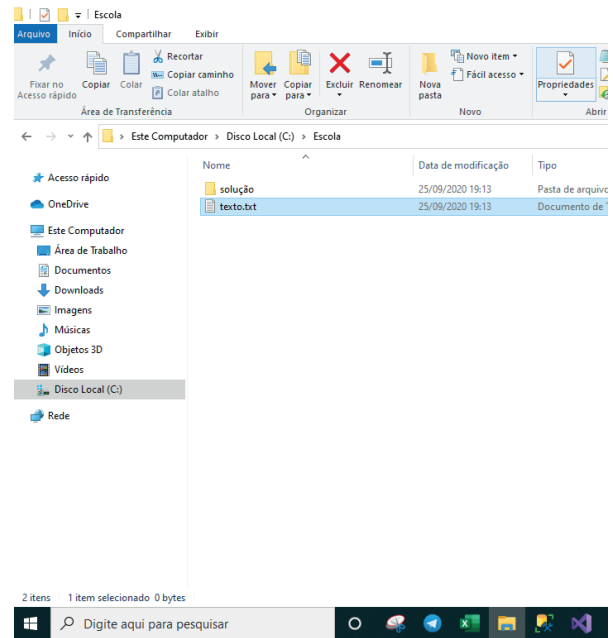 Escola
Arquivo Início Compartilhar Exibir
Fixar no Acesso rápido
Copiar
Colar
Recortar
Copiar caminho
Colar atalho
Mover para
Copiar para
Excluir
Renomear
Nova pasta
Novo item
Fácil acesso
Propriedades
Área de Transferência Organizar Novo Abrir
Este Computador > Disco Local (C:) > Escola
Nome Data de modificação Tipo
solução 25/09/2020 19:13 Pasta de arquivo
texto.txt 25/09/2020 19:13 Documento de
Acesso rápido
OneDrive
Este Computador
Área de Trabalho
Documentos
Downloads
Imagens
Músicas
Objetos 3D
Vídeos
Disco Local (C:)
Rede
2 itens 1 item selecionado 0 bytes
Digite aqui para pesquisar